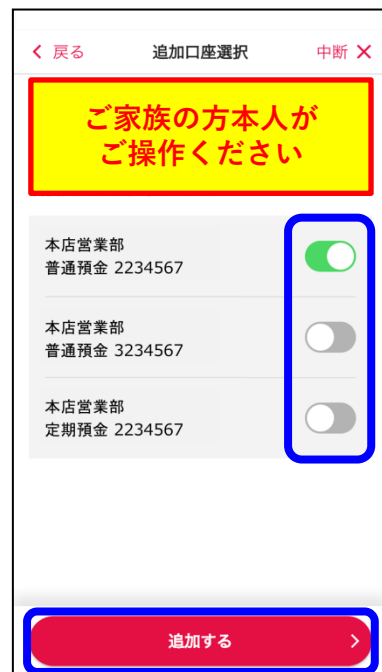 戻る 追加口座選択 中断 ×
ご家族の方本人が
ご操作ください
本店営業部
普通預金 2234567
本店営業部
普通預金 3234567
本店営業部
定期預金 2234567
追加する